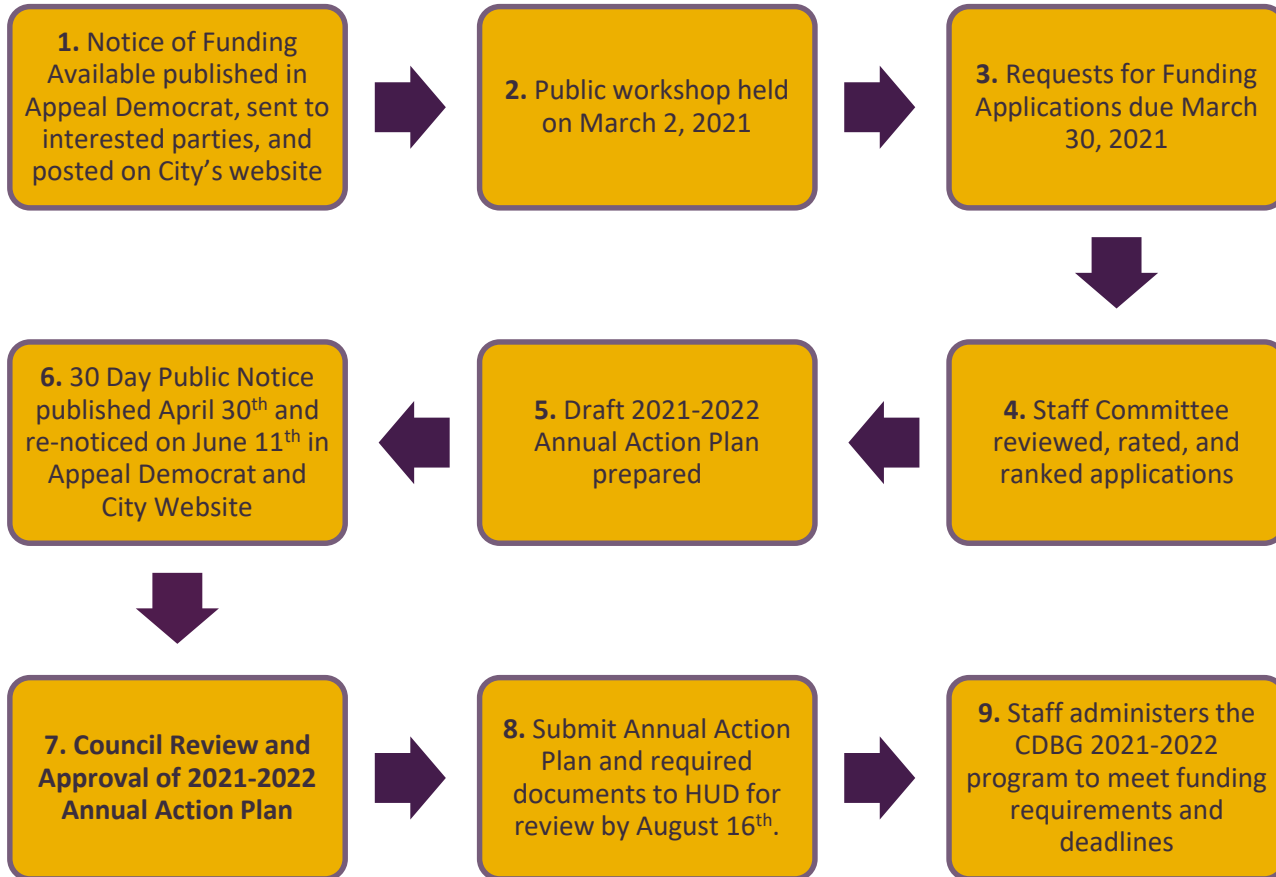 1. Notice of Funding
Available published in
Appeal Democrat, sent to
interested parties, and
posted on City’s website
2. Public workshop held
on March 2, 2021
3. Requests for Funding
Applications due March
30, 2021
4. Staff Committee
reviewed, rated, and
ranked applications
5. Draft 2021-2022
Annual Action Plan
prepared
6. 30 Day Public Notice
published April 30th and
re-noticed on June 11th in
Appeal Democrat and
City Website
7. Council Review and
Approval of 2021-2022
Annual Action Plan
8. Submit Annual Action
Plan and required
documents to HUD for
review by August 16th.
9. Staff administers the
CDBG 2021-2022
program to meet funding
requirements and
deadlines